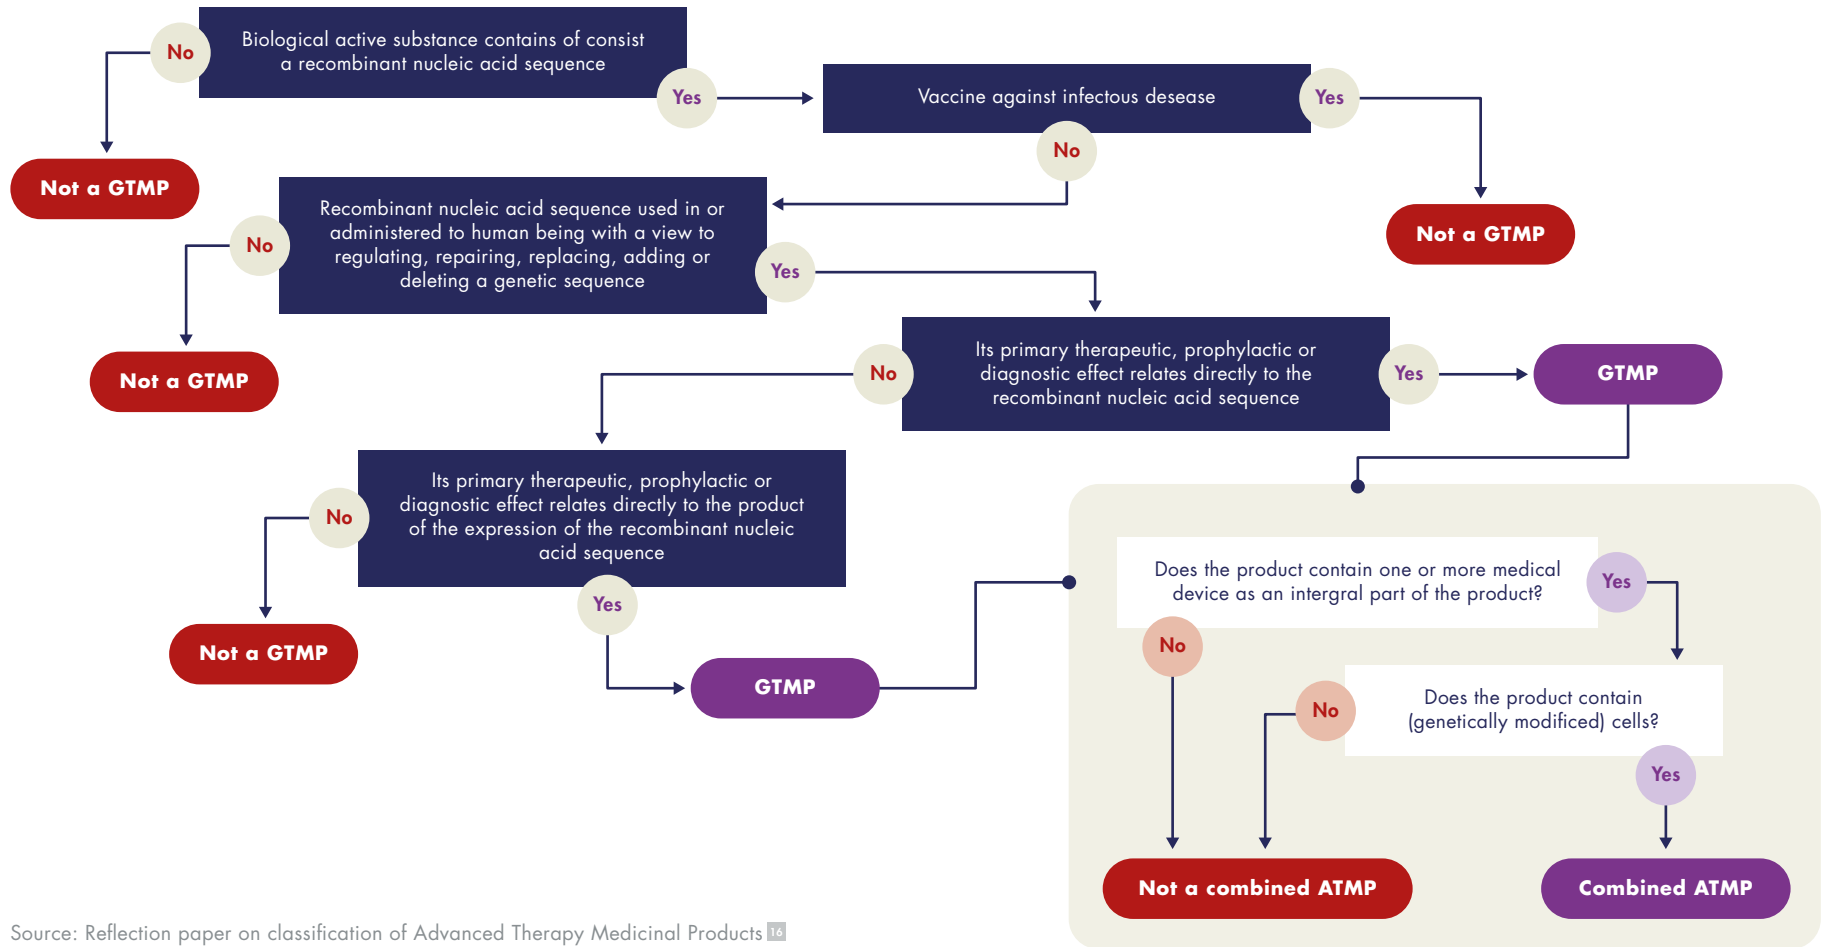 Biological active substance contains of consist
a recombinant nucleic acid sequence
No
Yes
Vaccine against infectous desease
Yes
No
Not a GTMP
Not a GTMP
Recombinant nucleic acid sequence used in or
administered to human being with a view to
regulating, repairing, replacing, adding or
deleting a genetic sequence
No
Yes
Not a GTMP
Its primary therapeutic, prophylactic or
diagnostic effect relates directly to the
recombinant nucleic acid sequence
No
Yes
GTMP
Its primary therapeutic, prophylactic or
diagnostic effect relates directly to the product
of the expression of the recombinant nucleic
acid sequence
No
Yes
Not a GTMP
GTMP
Does the product contain one or more medical
device as an intergral part of the product?
Yes
No
Does the product contain
(genetically modificed) cells?
No
Yes
Not a combined ATMP
Combined ATMP
Source: Reflection paper on classification of Advanced Therapy Medicinal Products 16